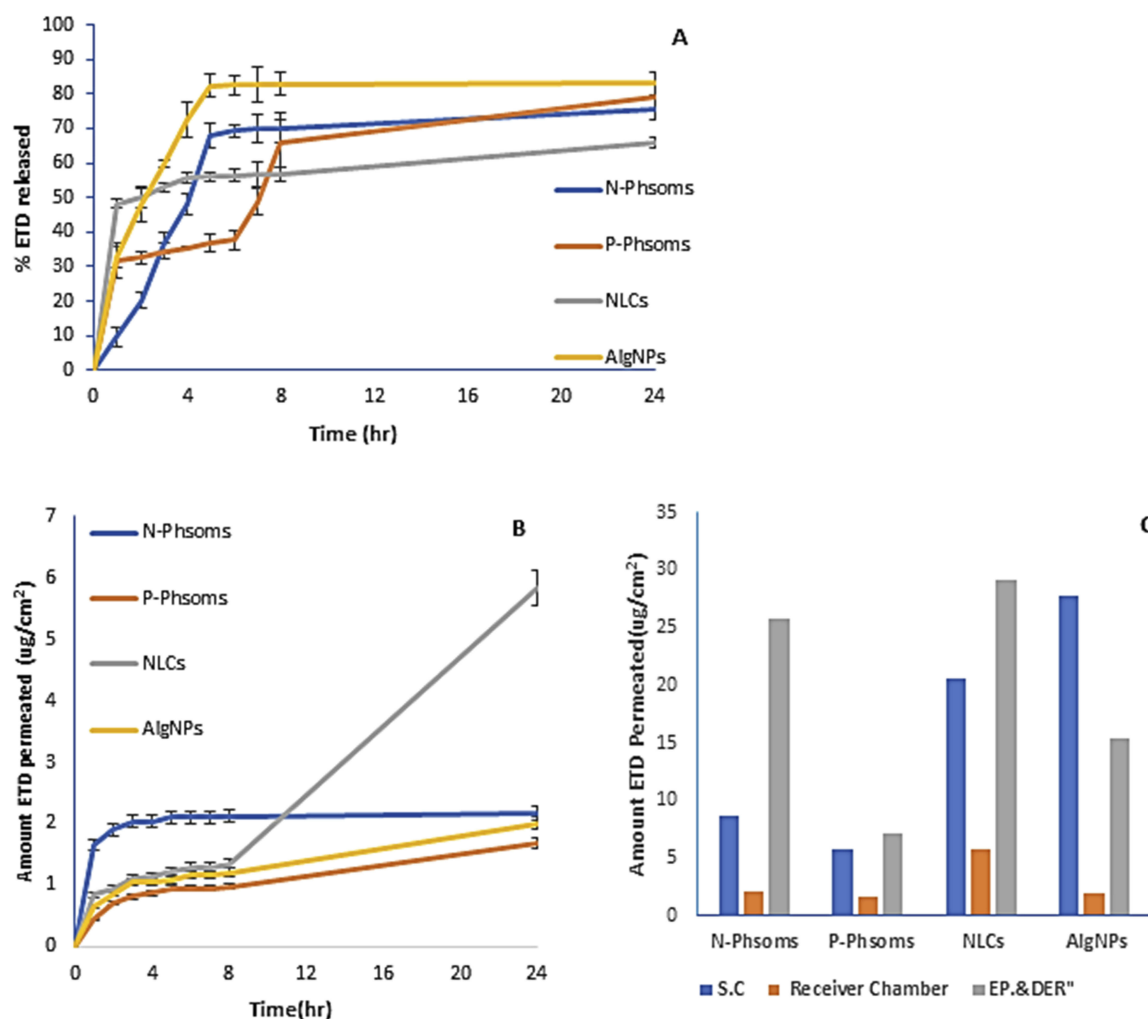 A
100
90
80
70
60
50
40
30
20
10
0
% ETD released
N-Phsoms
P-Phsoms
NLCs
AlgNPs
0 4 8 12 16 20 24
Time (hr)
B
7
6
5
4
3
2
1
0
Amount ETD permeated (ug/cm²)
N-Phsoms
P-Phsoms
NLCs
AlgNPs
0 4 8 12 16 20 24
Time(hr)
C
35
30
25
20
15
10
5
0
Amount ETD Permeated(ug/cm²)
N-Phsoms P-Phsoms NLCs AlgNPs
S.C Receiver Chamber EP.&DER"